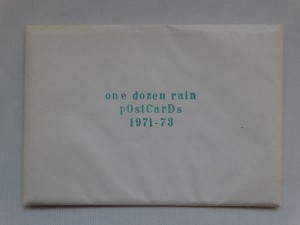 one dozen rain
pOstCarDs
1971-73